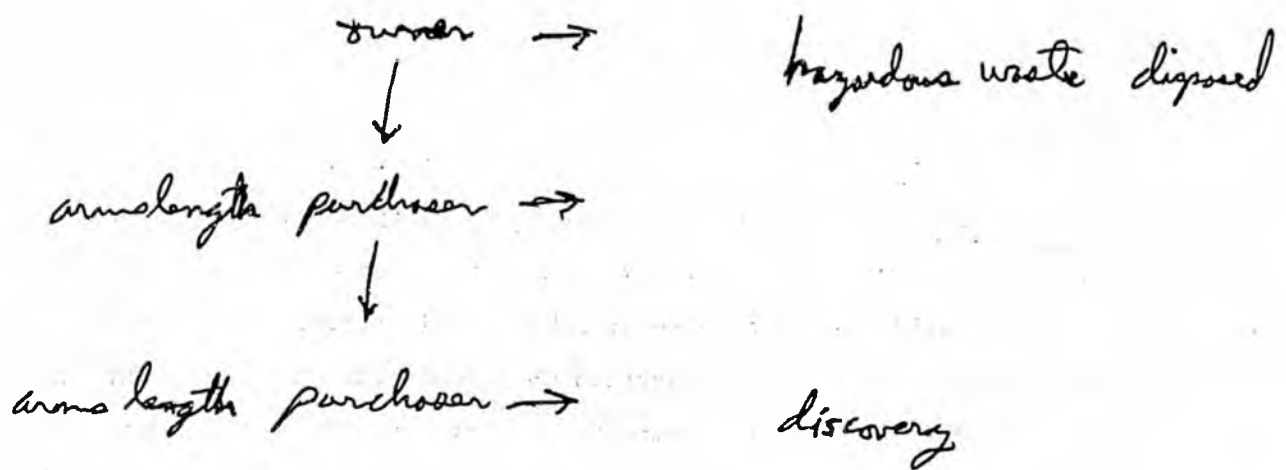 owner →
hazardous waste disposed
armslength purchaser →
arms length purchaser →
discovery